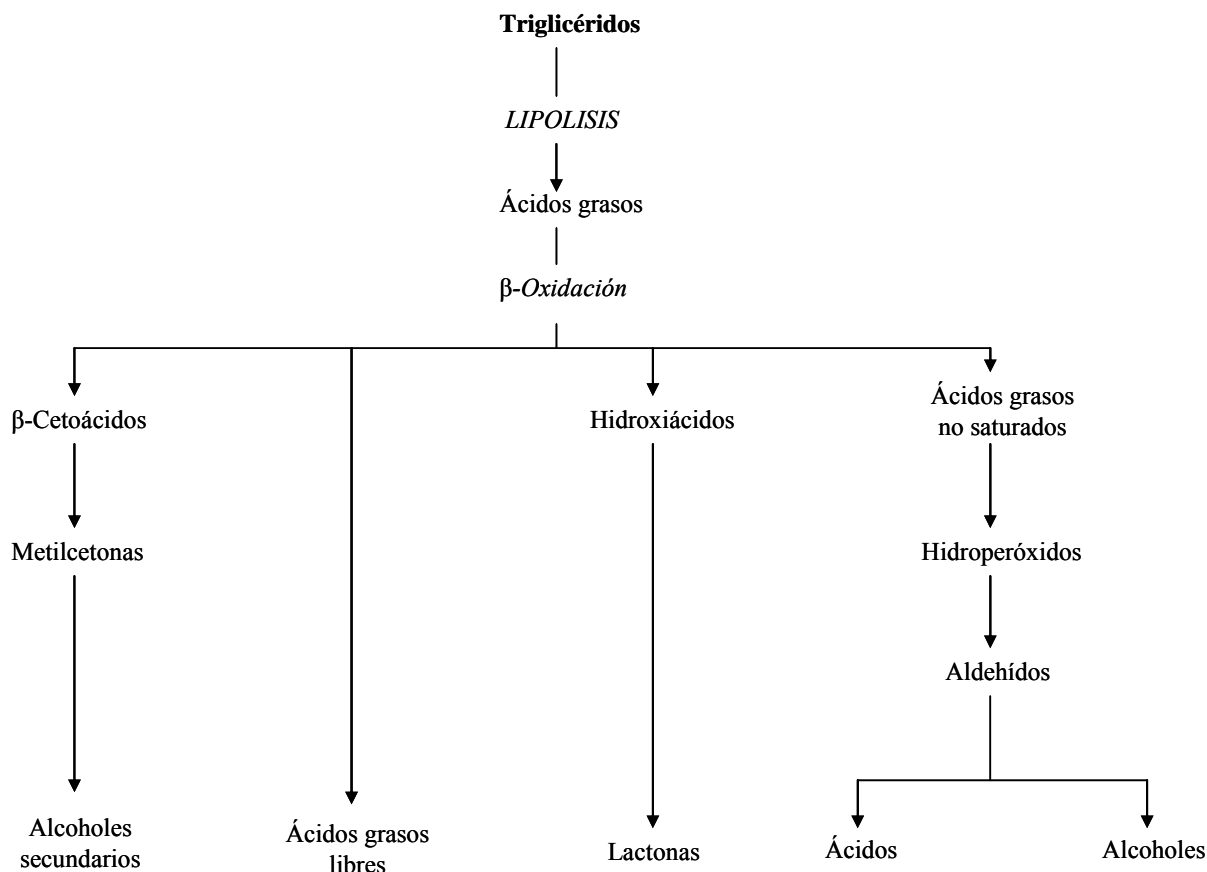 Triglicéridos
LIPOLISIS
Ácidos grasos
β-Oxidación
β-Cetoácidos
Hidroxiácidos
Ácidos grasos
no saturados
Metilcetonas
Hidroperóxidos
Aldehídos
Alcoholes
secundarios
Ácidos grasos
libres
Lactonas
Ácidos
Alcoholes